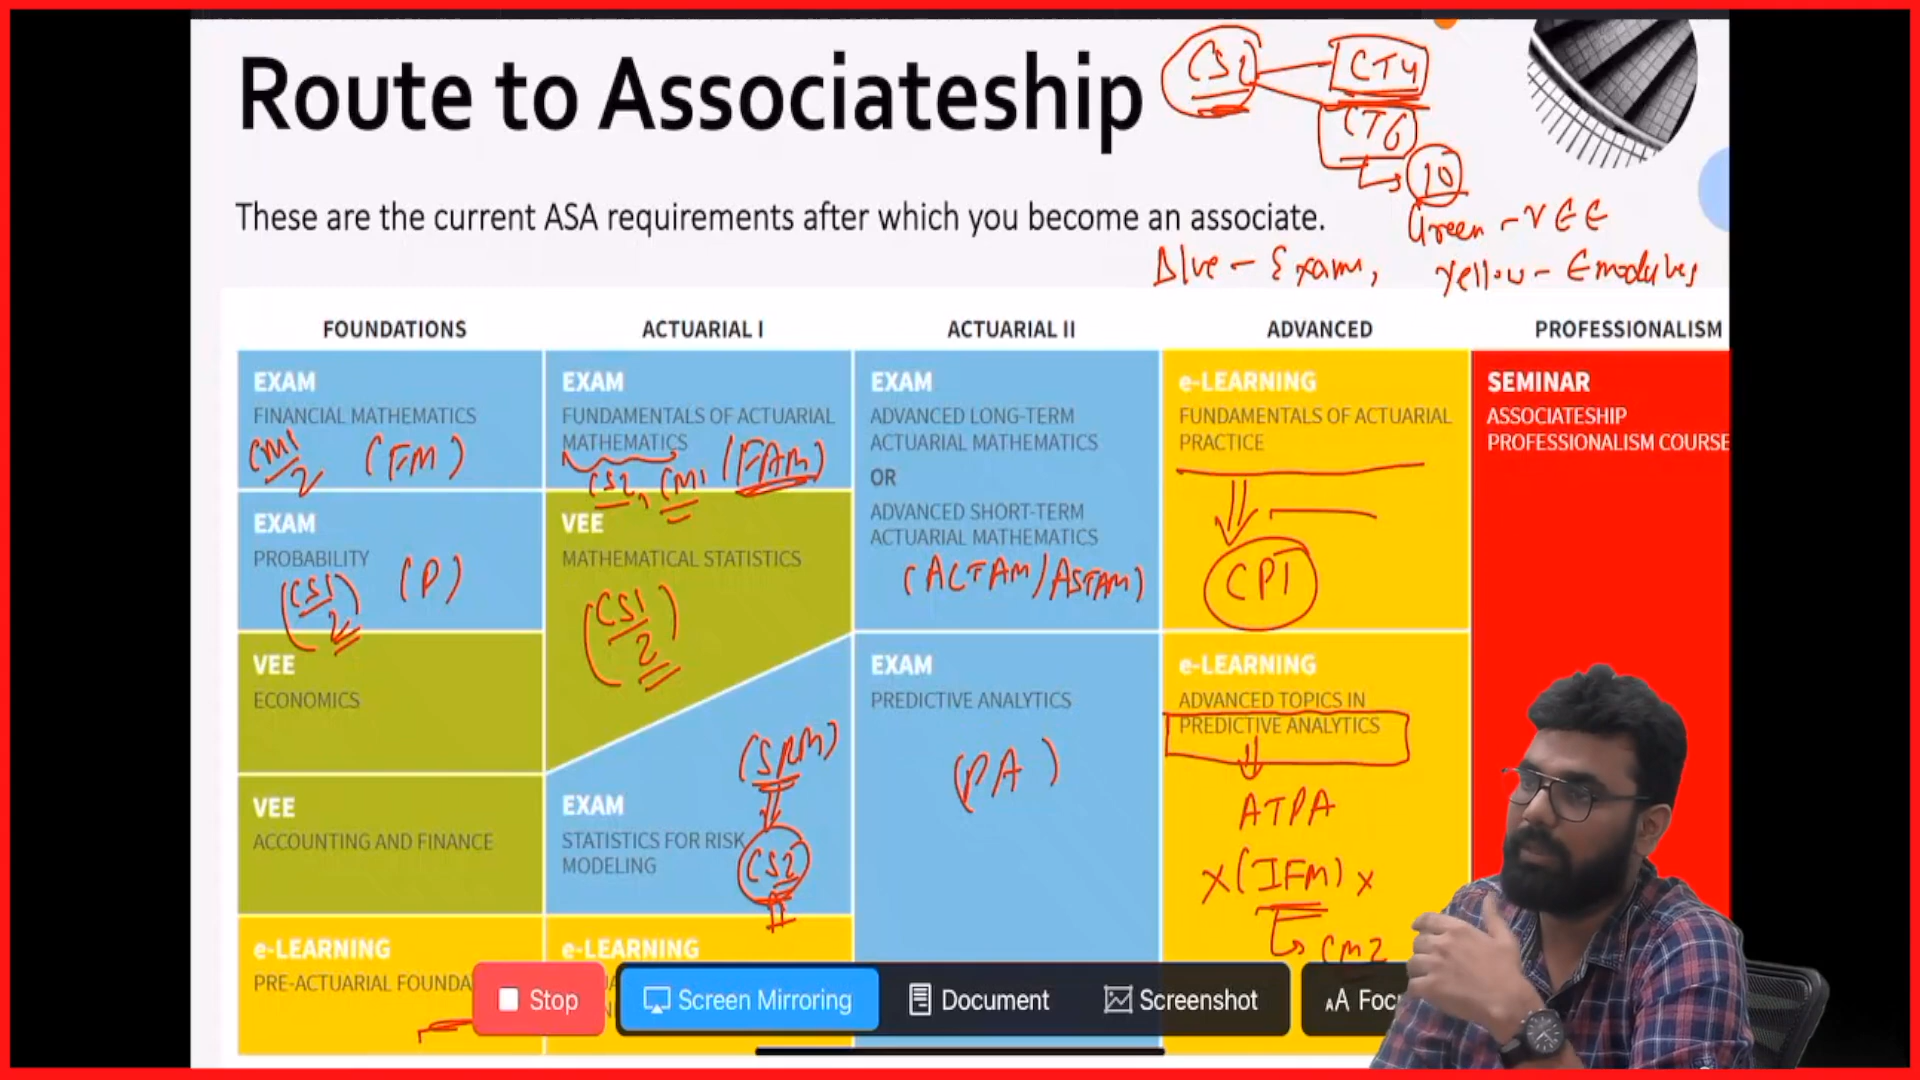 Route to Associateship
CS2
CT4
CT6
10
These are the current ASA requirements after which you become an associate.
Green - VEE
Blue - Exam,
Yellow - Emodules
FOUNDATIONS
ACTUARIAL I
ACTUARIAL II
ADVANCED
PROFESSIONALISM
EXAM
FINANCIAL MATHEMATICS
CM1/2 (FM)
EXAM
PROBABILITY
(CS1/2) (P)
VEE
ECONOMICS
VEE
ACCOUNTING AND FINANCE
e-LEARNING
PRE-ACTUARIAL FOUNDA
EXAM
FUNDAMENTALS OF ACTUARIAL
MATHEMATICS
(FAM)
CS2, CM1
VEE
MATHEMATICAL STATISTICS
(CS1/2)
(SRM)
EXAM
STATISTICS FOR RISK
MODELING
CS2
e-LEARNING
EXAM
ADVANCED LONG-TERM
ACTUARIAL MATHEMATICS
OR
ADVANCED SHORT-TERM
ACTUARIAL MATHEMATICS
(ALTAM/ASTAM)
EXAM
PREDICTIVE ANALYTICS
(PA)
e-LEARNING
FUNDAMENTALS OF ACTUARIAL
PRACTICE
CP1
e-LEARNING
ADVANCED TOPICS IN
PREDICTIVE ANALYTICS
ATPA
x (IFM) x
CM2
SEMINAR
ASSOCIATESHIP
PROFESSIONALISM COURSE
Stop
Screen Mirroring
Document
Screenshot
AA Foc